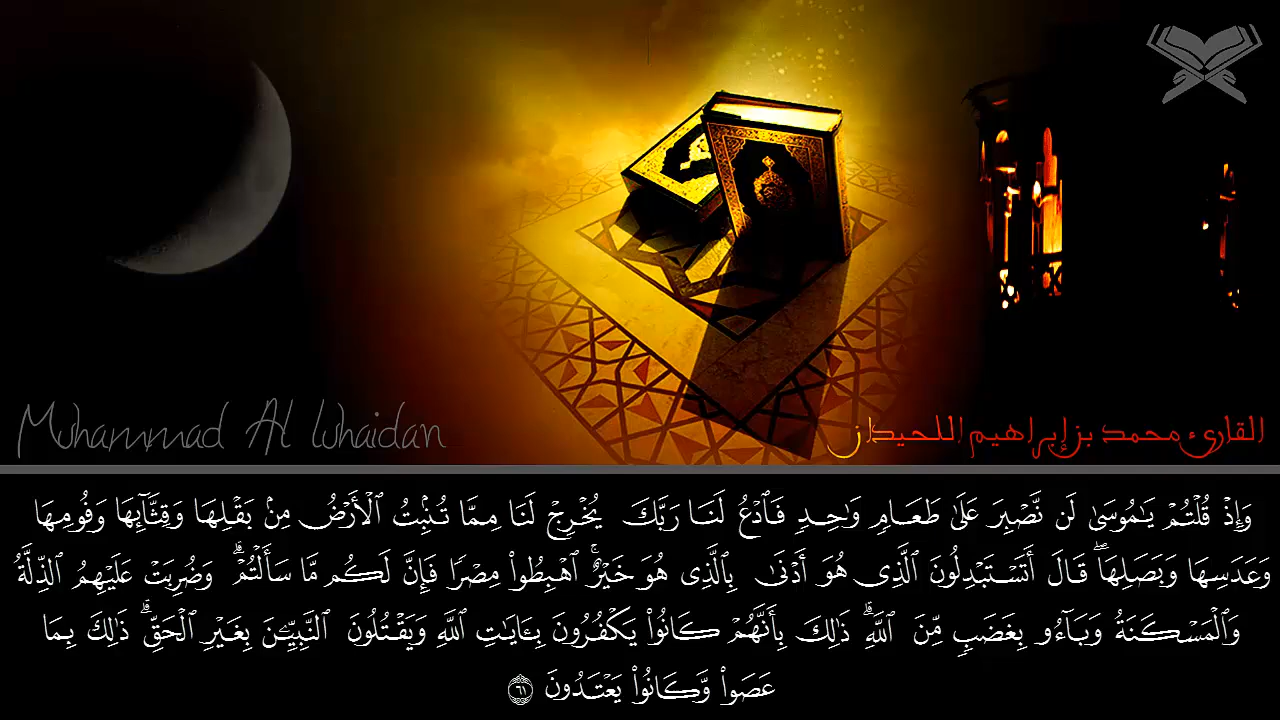 Muhammad Al luhaidan
القارئ محمد بن إبراهيم اللحيدان
وَإِذْ قُلْتُمْ يَٰمُوسَىٰ لَن نَّصْبِرَ عَلَىٰ طَعَامٍ وَٰحِدٍ فَٱدْعُ لَنَا رَبَّكَ يُخْرِجْ لَنَا مِمَّا تُنۢبِتُ ٱلْأَرْضُ مِنۢ بَقْلِهَا وَقِثَّآئِهَا وَفُومِهَا
وَعَدَسِهَا وَبَصَلِهَا ۖ قَالَ أَتَسْتَبْدِلُونَ ٱلَّذِى هُوَ أَدْنَىٰ بِٱلَّذِى هُوَ خَيْرٌ ۚ ٱهْبِطُوا۟ مِصْرًا فَإِنَّ لَكُم مَّا سَأَلْتُمْ ۗ وَضُرِبَتْ عَلَيْهِمُ ٱلذِّلَّةُ
وَٱلْمَسْكَنَةُ وَبَآءُو بِغَضَبٍ مِّنَ ٱللَّهِ ۗ ذَٰلِكَ بِأَنَّهُمْ كَانُوا۟ يَكْفُرُونَ بِـَٔايَٰتِ ٱللَّهِ وَيَقْتُلُونَ ٱلنَّبِيِّـۧنَ بِغَيْرِ ٱلْحَقِّ ۗ ذَٰلِكَ بِمَا
عَصَوا۟ وَّكَانُوا۟ يَعْتَدُونَ ٦١